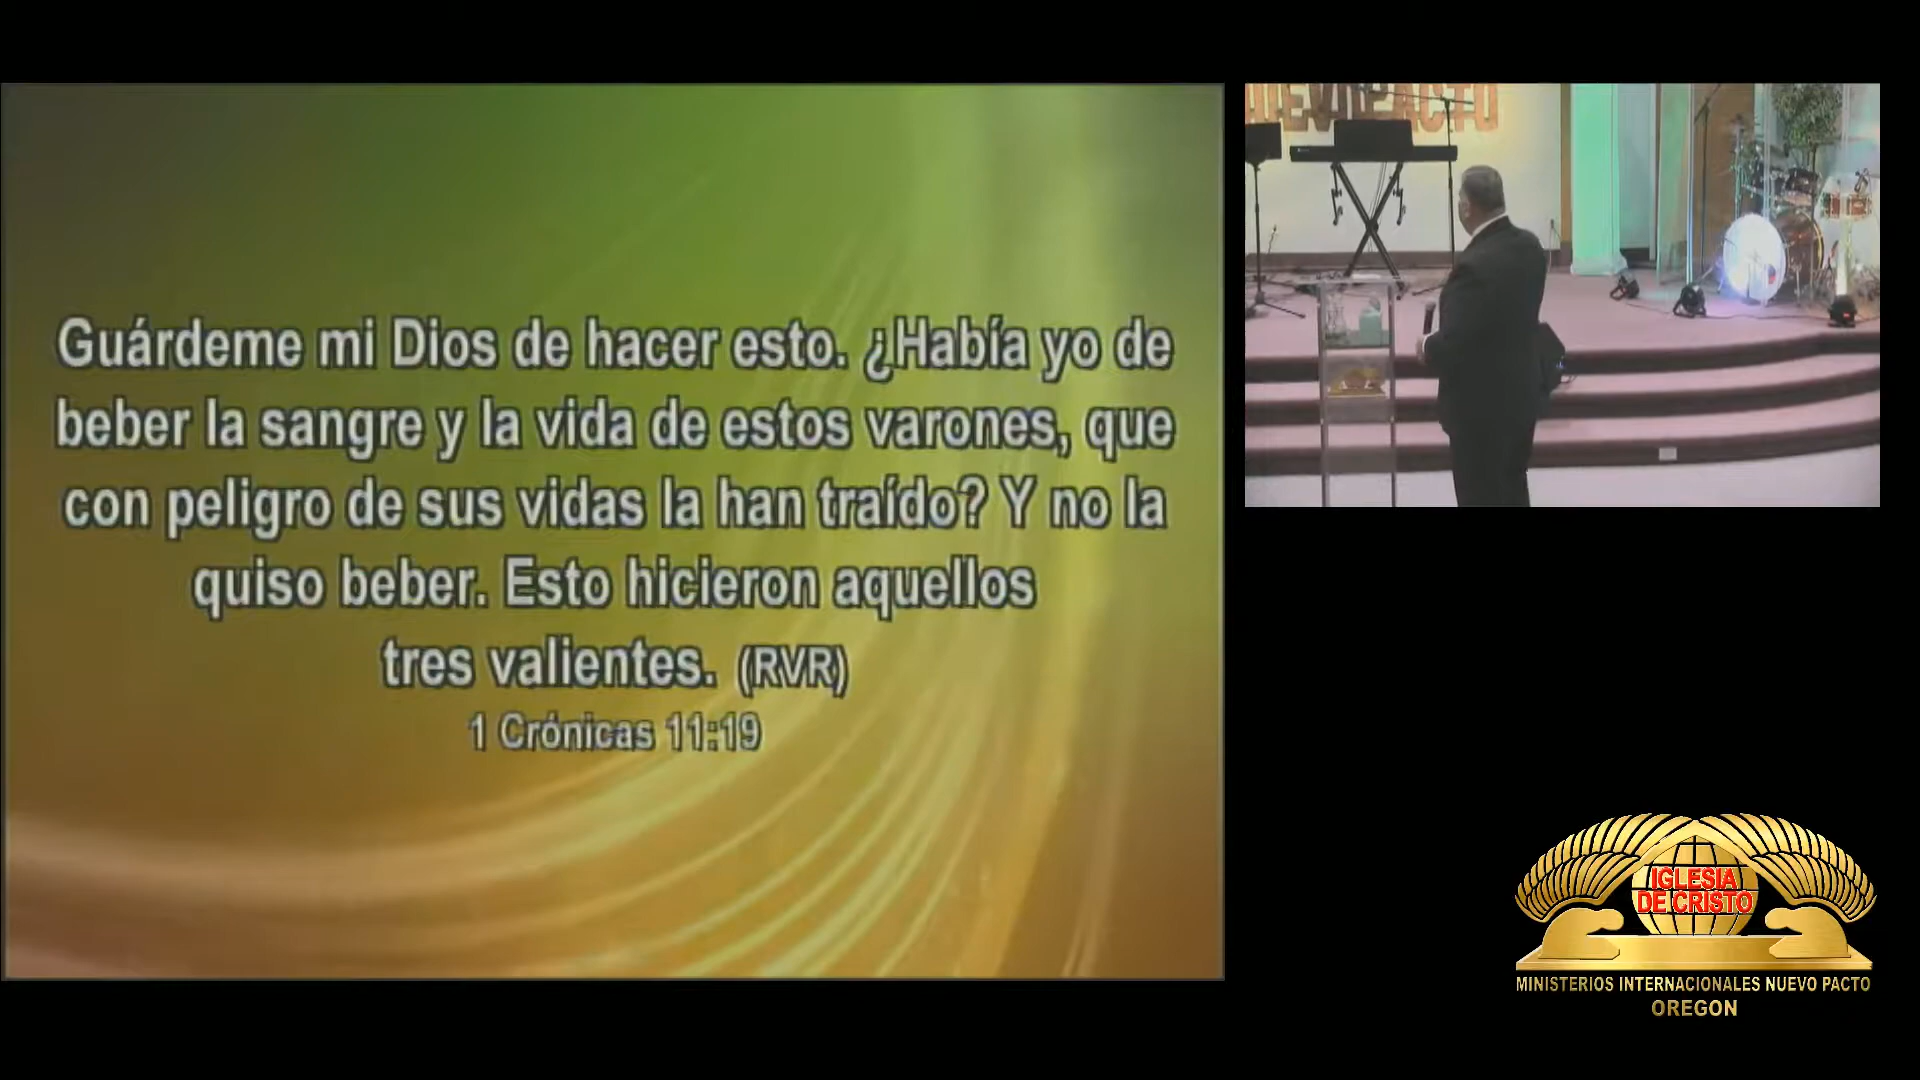 Guárdeme mi Dios de hacer esto. ¿Había yo de
beber la sangre y la vida de estos varones, que
con peligro de sus vidas la han traído? Y no la
quiso beber. Esto hicieron aquellos
tres valientes. (RVR)
1 Crónicas 11:19
IGLESIA
DE CRISTO
MINISTERIOS INTERNACIONALES NUEVO PACTO
OREGON